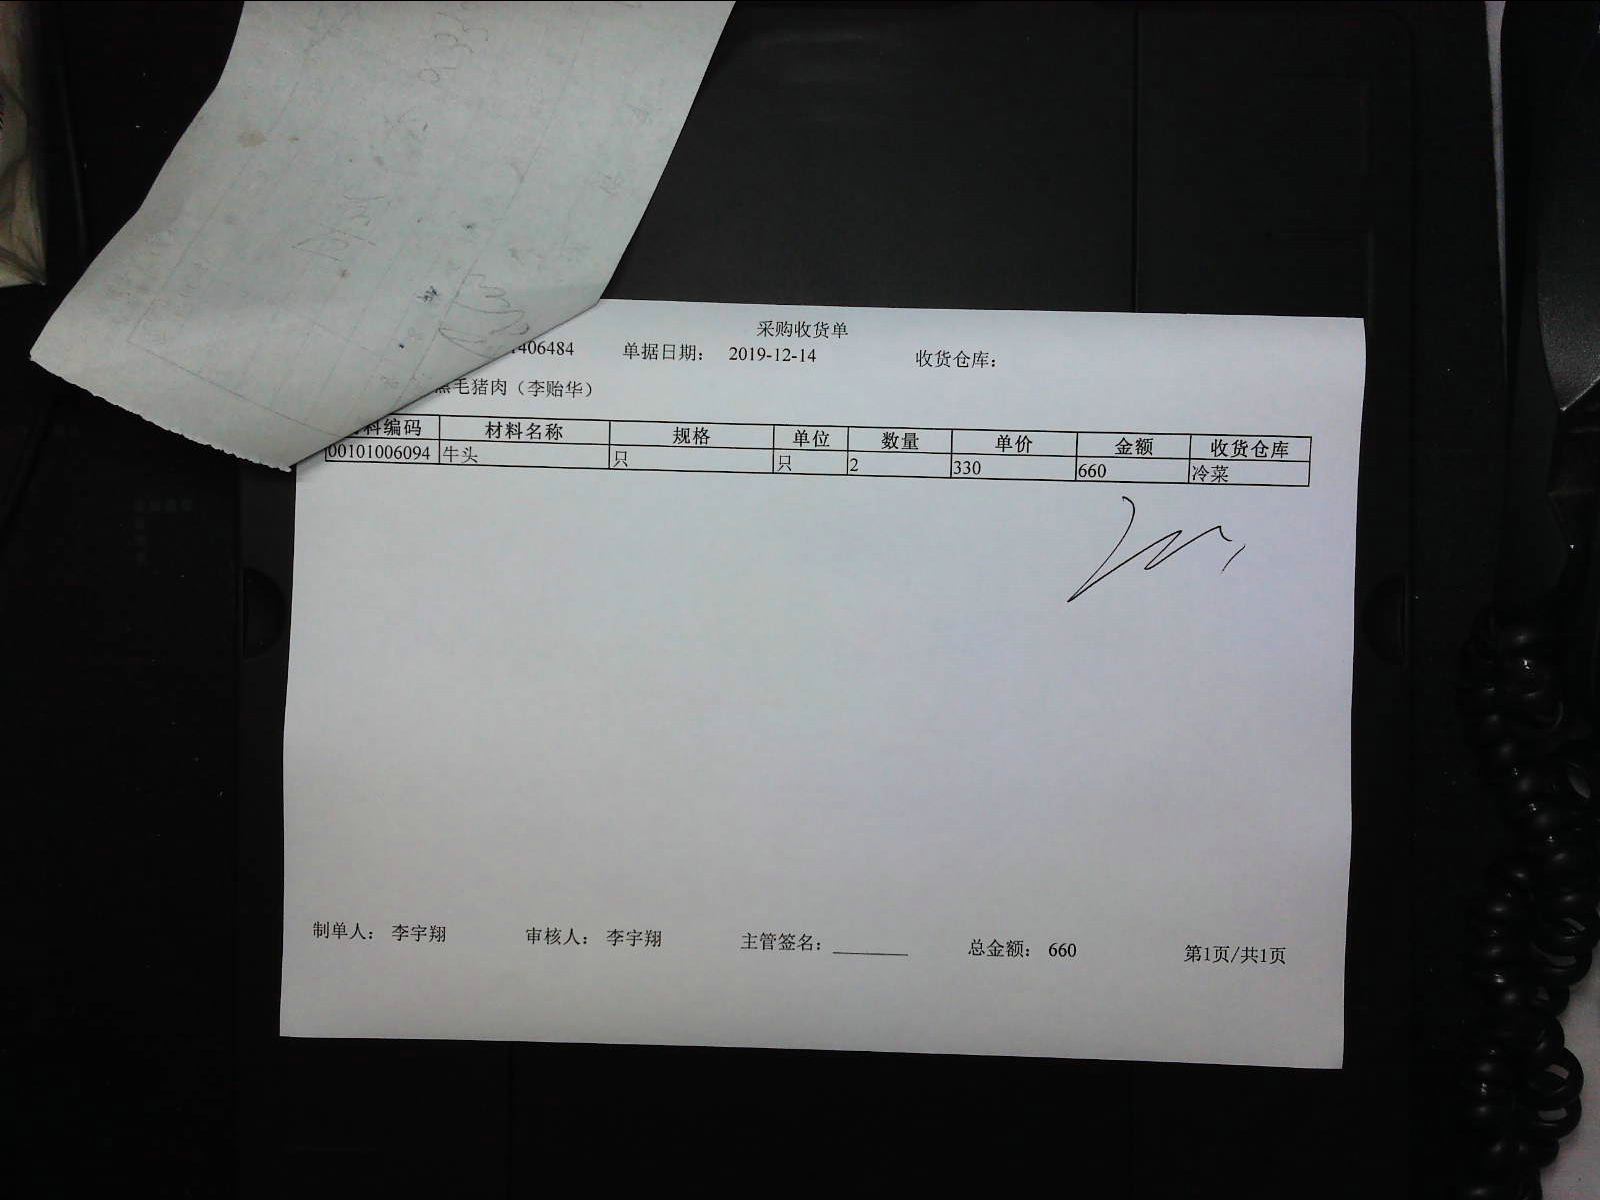 采购收货单
406484 单据日期： 2019-12-14 收货仓库：
毛猪肉（李贻华）
料编码 材料名称 规格 单位 数量 单价 金额 收货仓库
00101006094 牛头 只 只 2 330 660 冷菜
制单人： 李宇翔 审核人： 李宇翔 主管签名： 总金额： 660 第1页/共1页